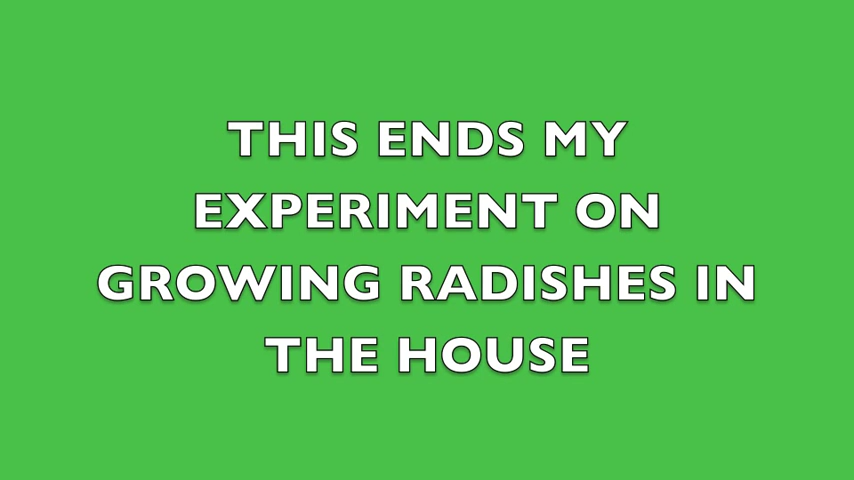 THIS ENDS MY
EXPERIMENT ON
GROWING RADISHES IN
THE HOUSE